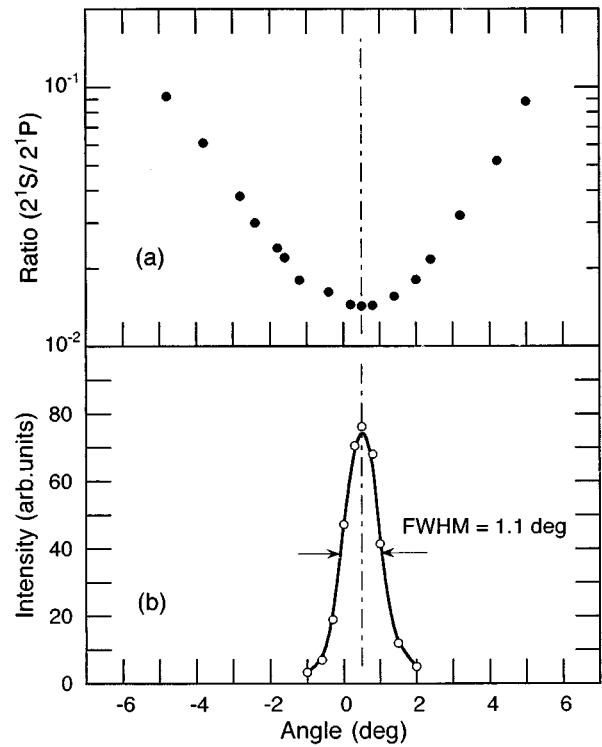 10⁻¹
Ratio (2¹S/ 2¹P)
(a)
10⁻²
80
60
40
20
0
Intensity (arb.units)
FWHM = 1.1 deg
(b)
-6 -4 -2 0 2 4 6
Angle (deg)